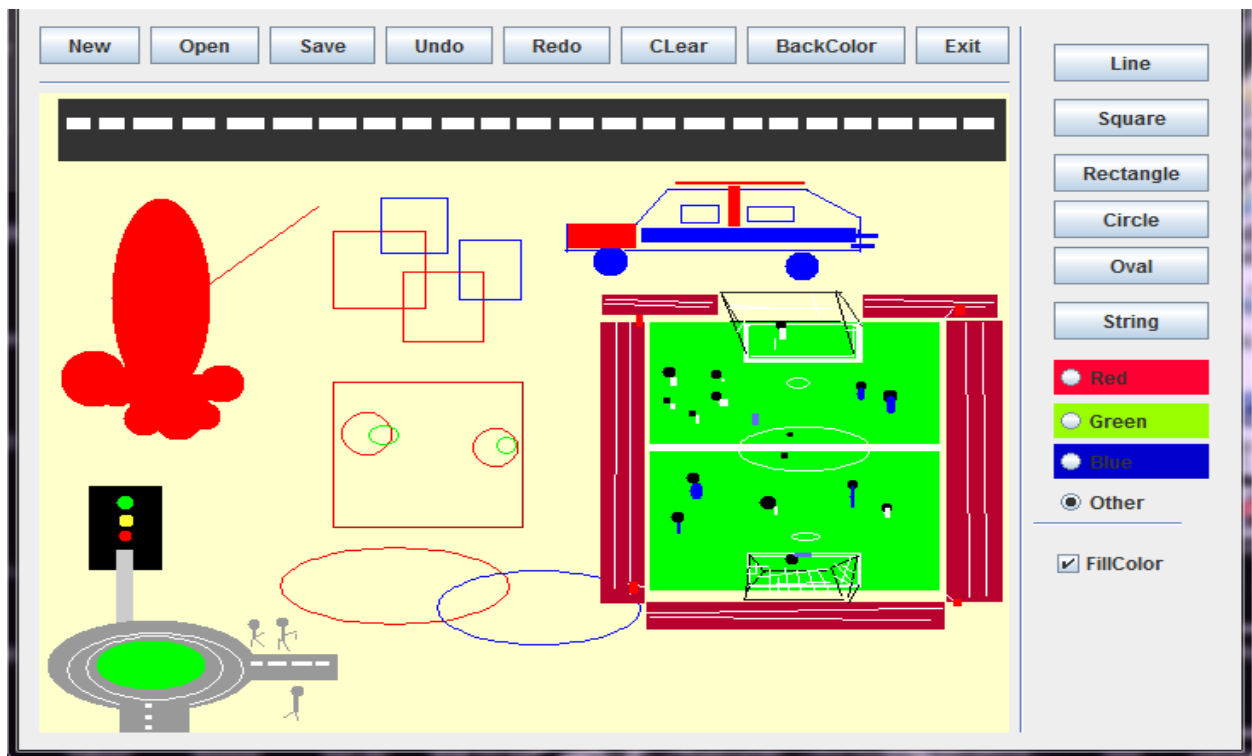 New Open Save Undo Redo CLear BackColor Exit
Line
Square
Rectangle
Circle
Oval
String
Red
Green
Blue
Other
FillColor